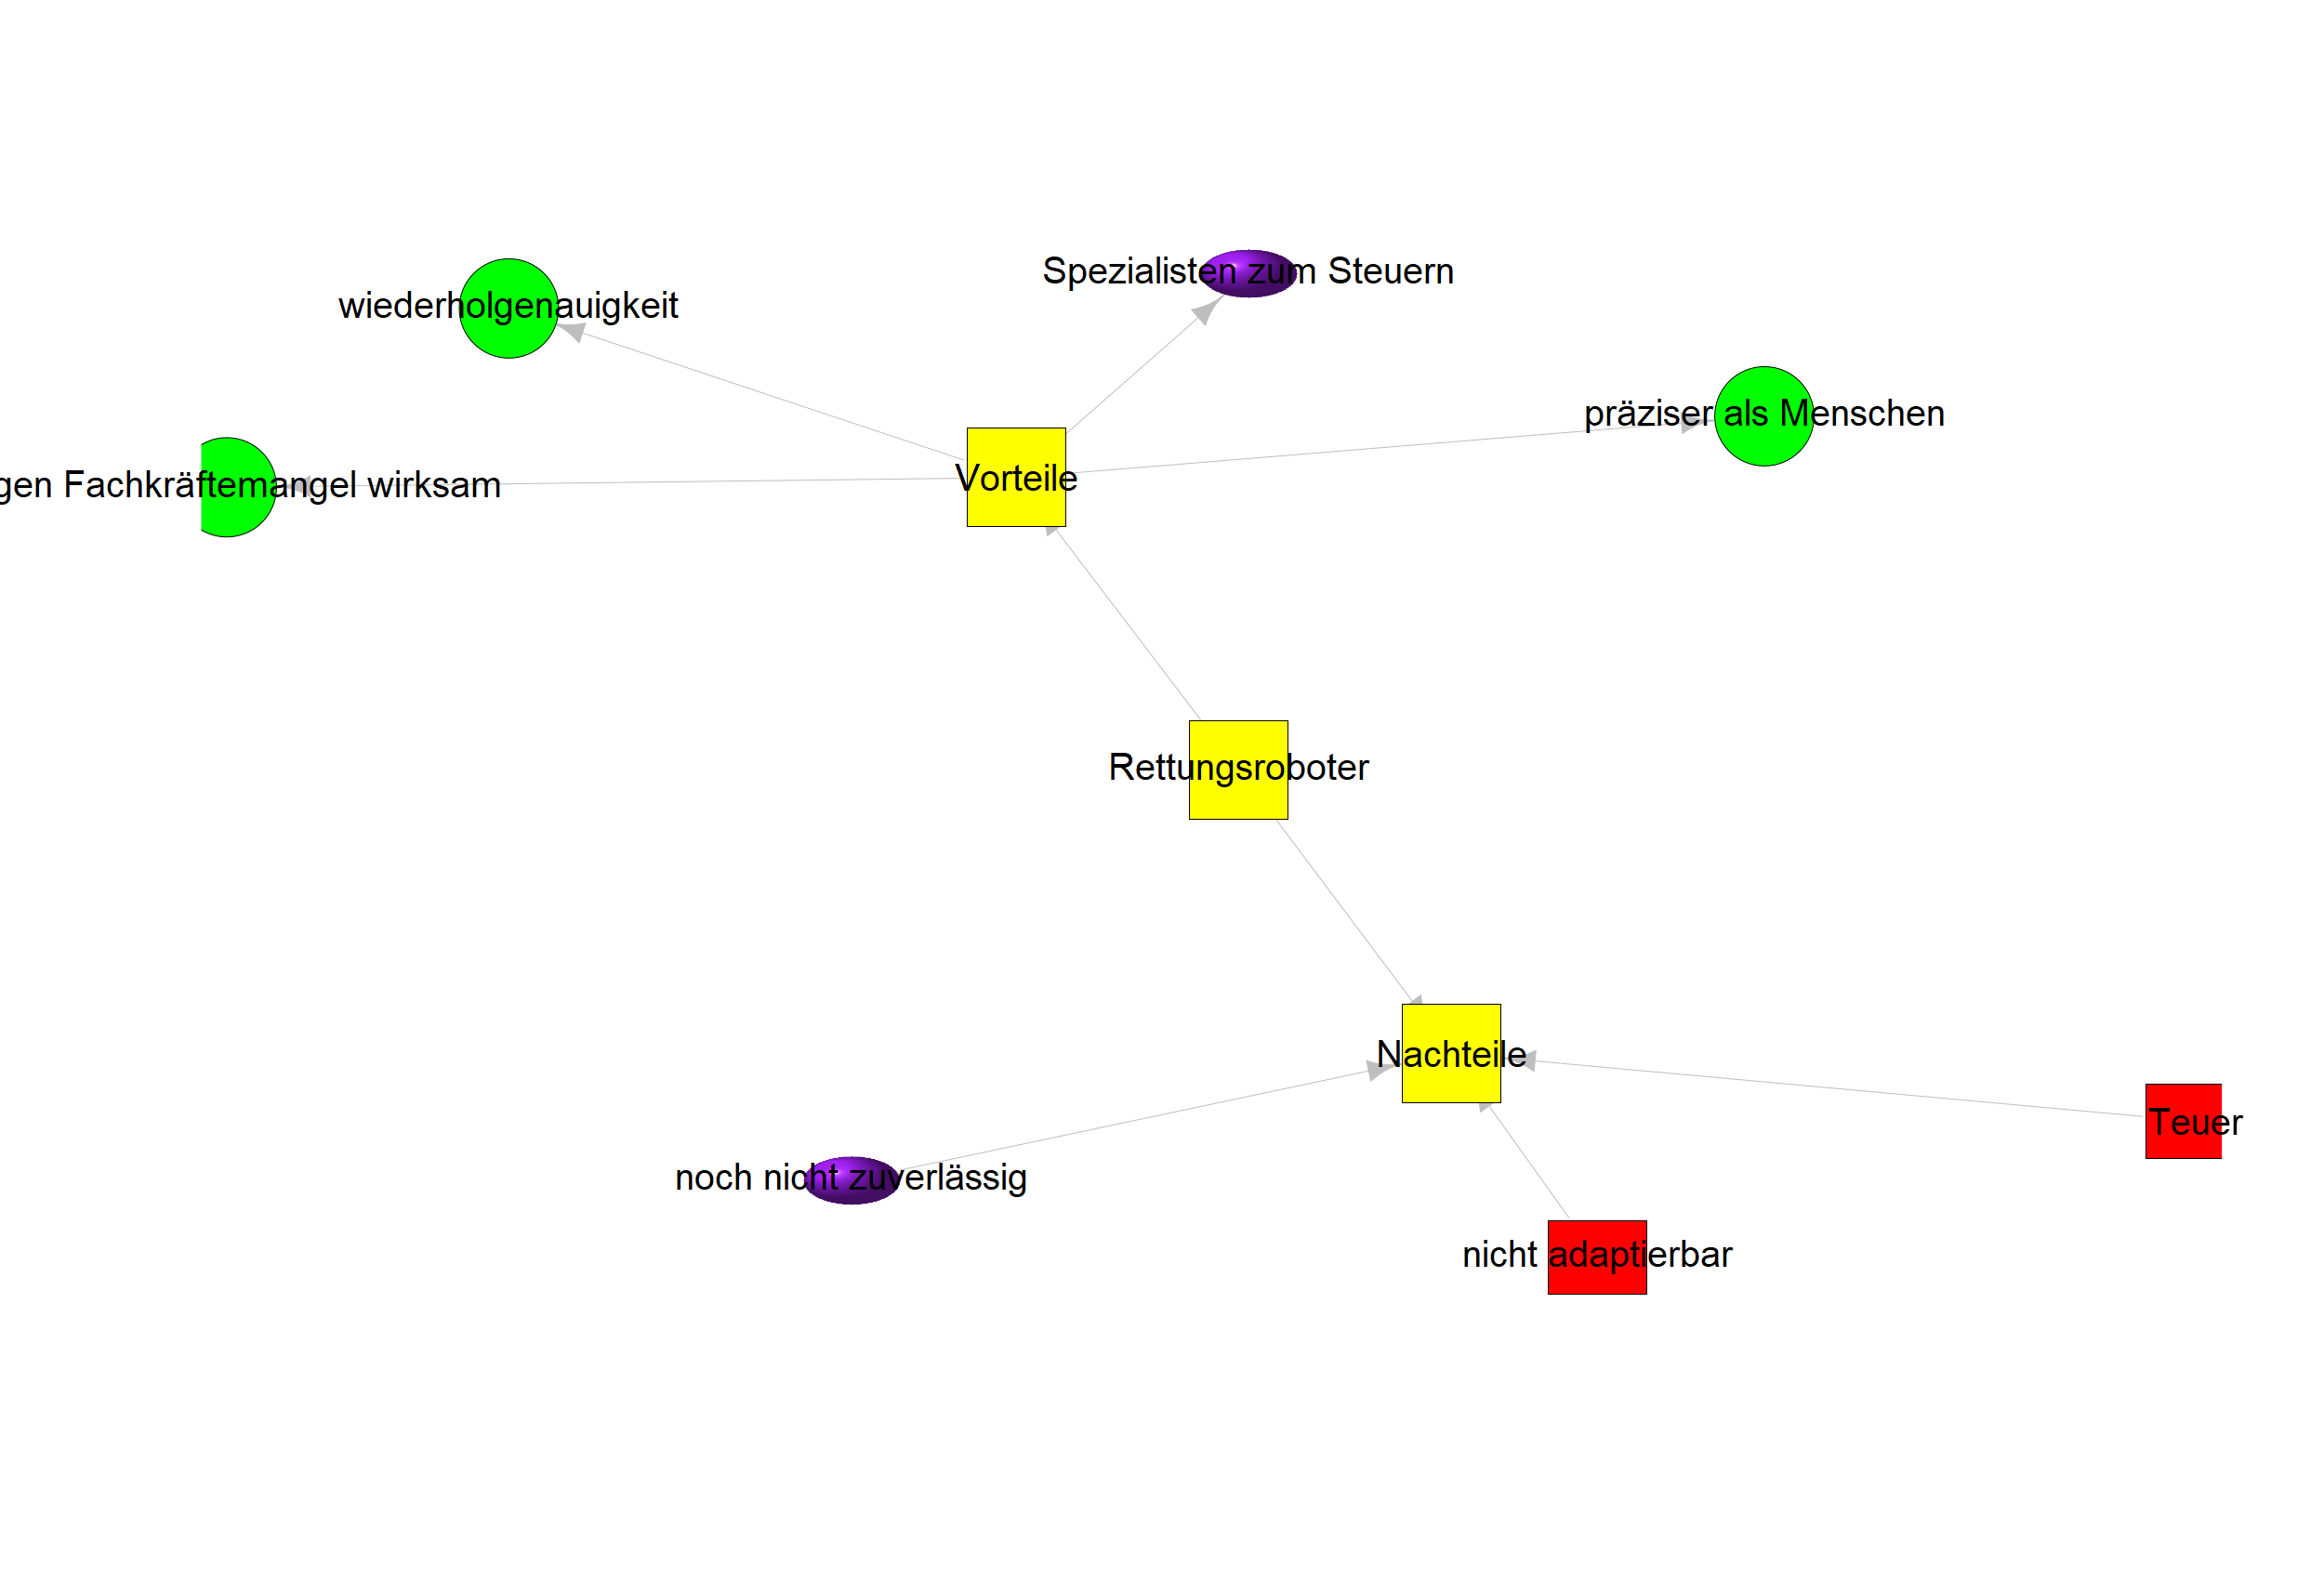 Spezialisten zum Steuern
wiederholgenauigkeit
präziser als Menschen
gen Fachkräftemangel wirksam
Vorteile
Rettungsroboter
Nachteile
Teuer
noch nicht zuverlässig
nicht adaptierbar